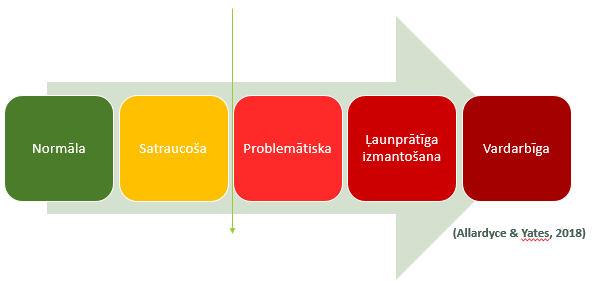 Normāla
Satraucoša
Problemātiska
Ļaunprātīga
izmantošana
Vardarbīga
(Allardyce & Yates, 2018)